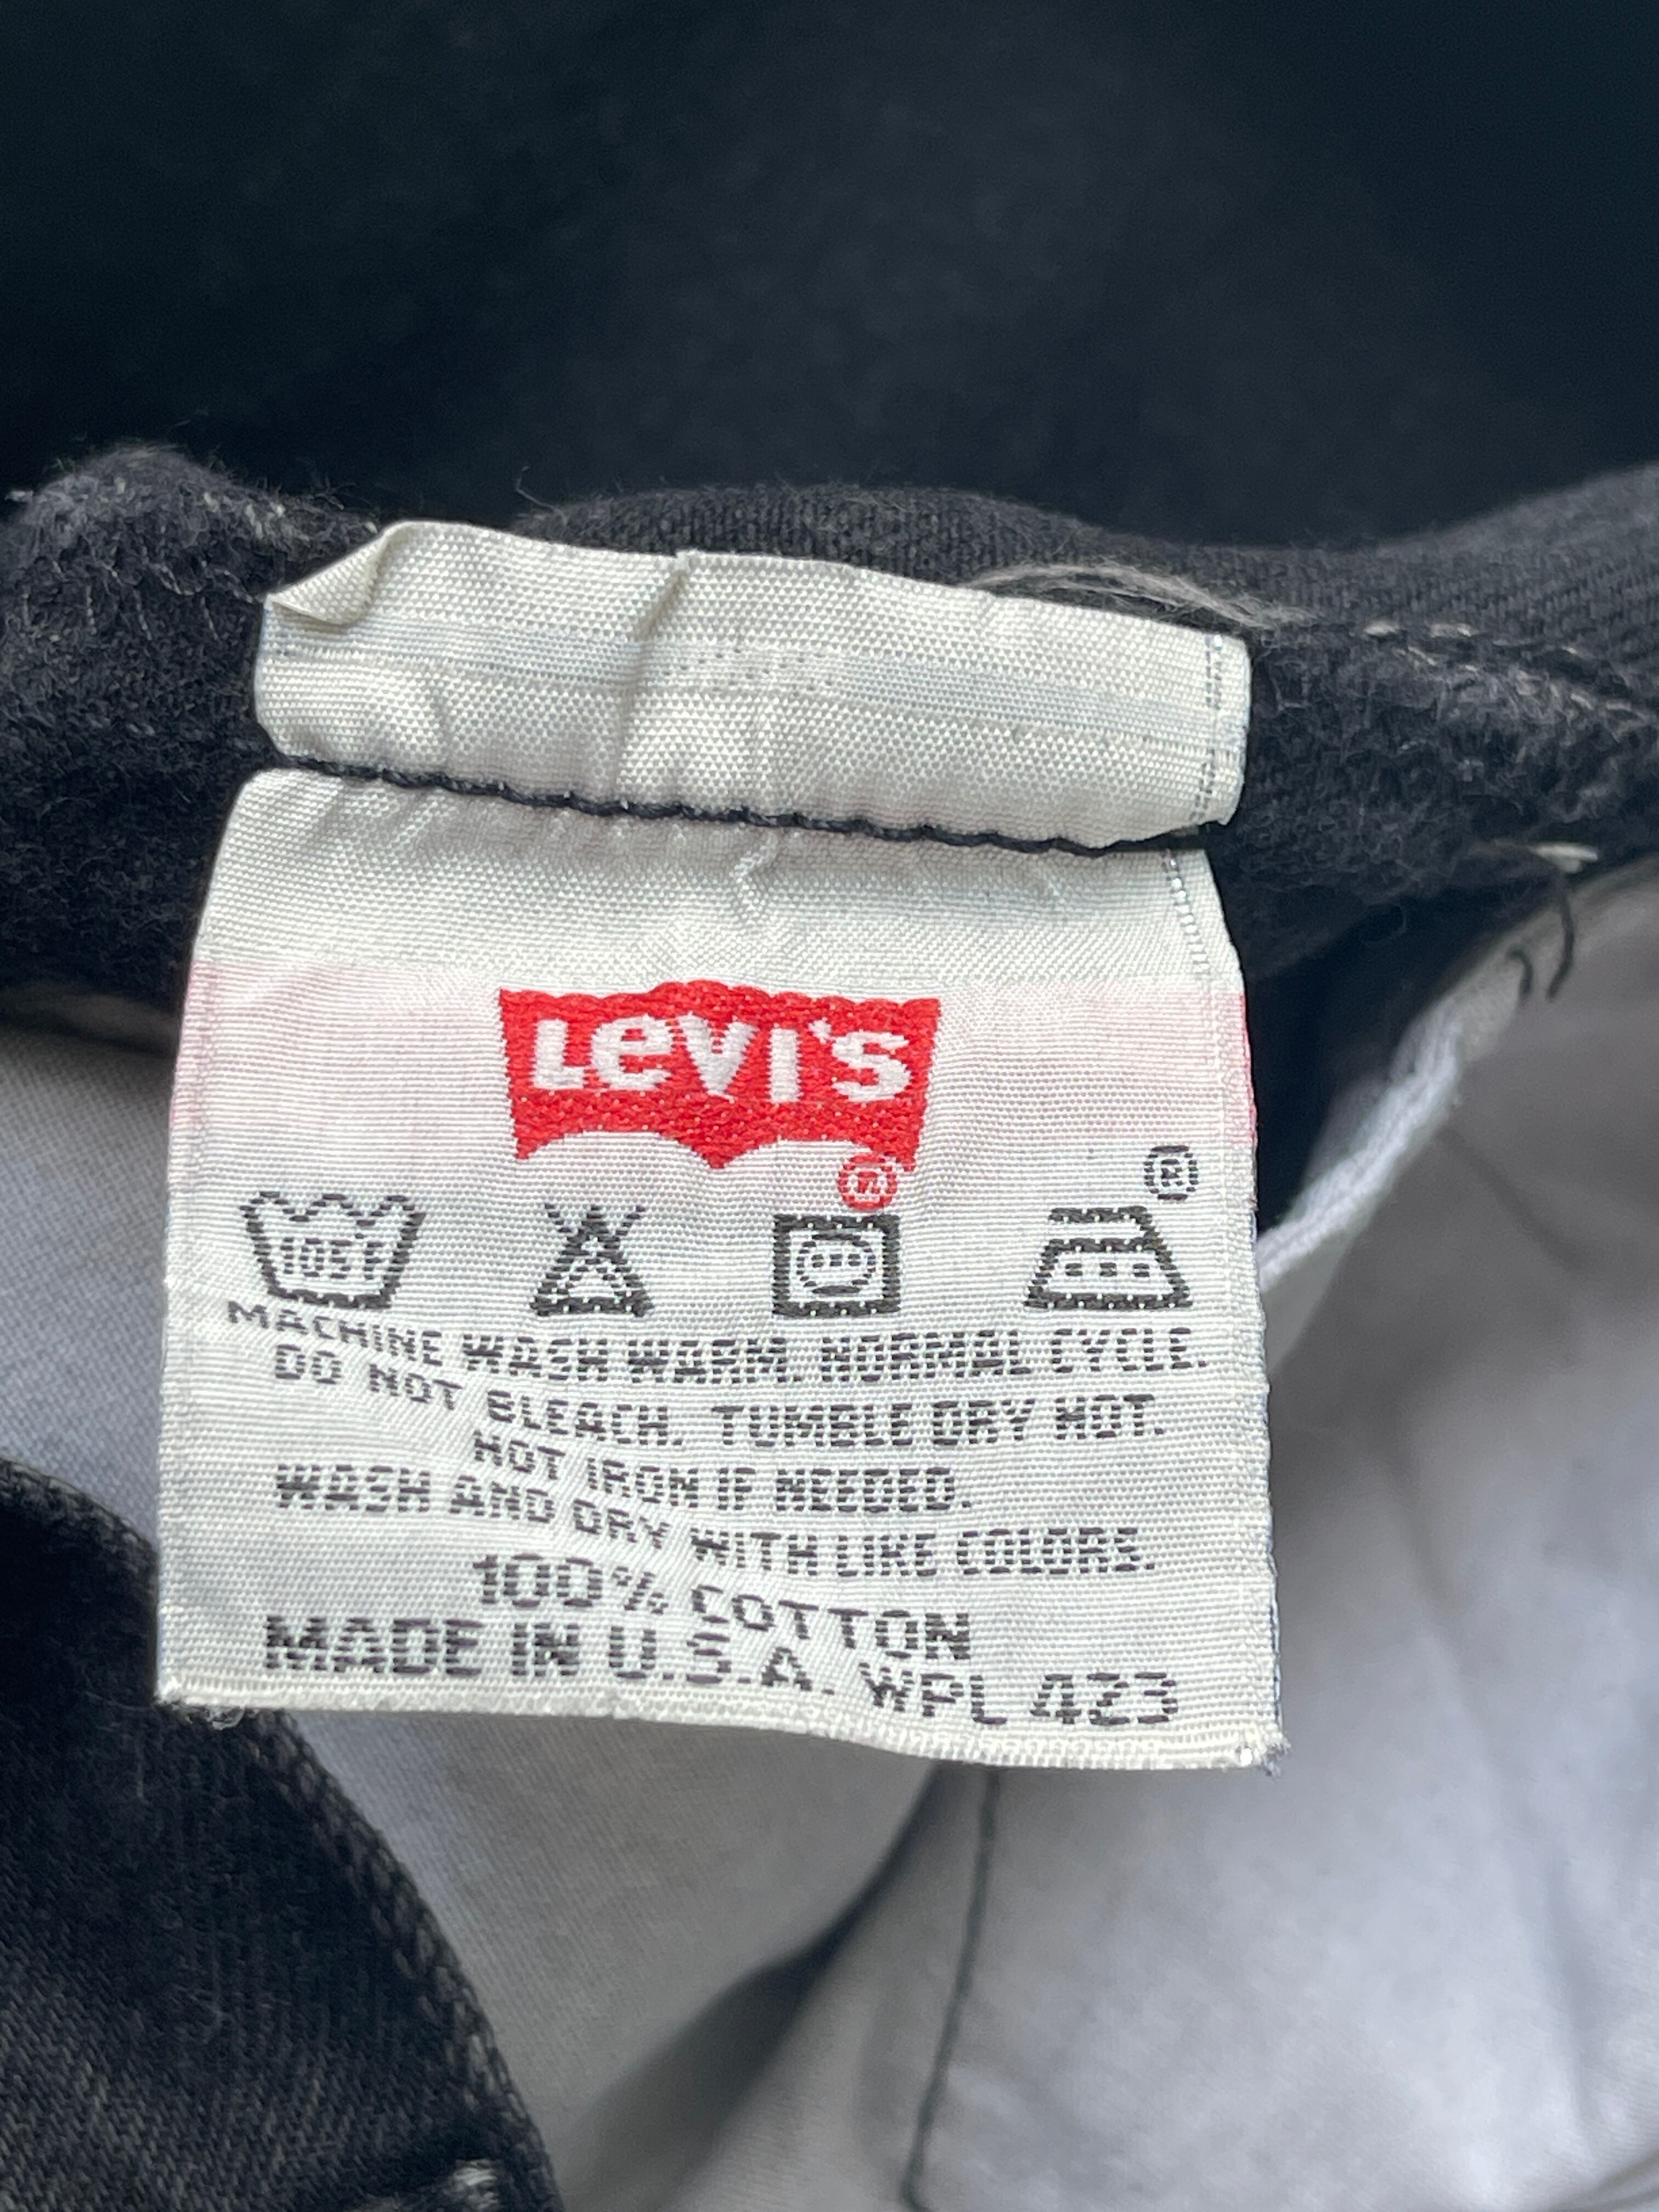 LEVI'S
®
®
105°F
MACHINE WASH WARM. NORMAL CYCLE.
DO NOT BLEACH. TUMBLE DRY HOT.
HOT IRON IF NEEDED.
WASH AND DRY WITH LIKE COLORS.
100% COTTON
MADE IN U.S.A. WPL 423